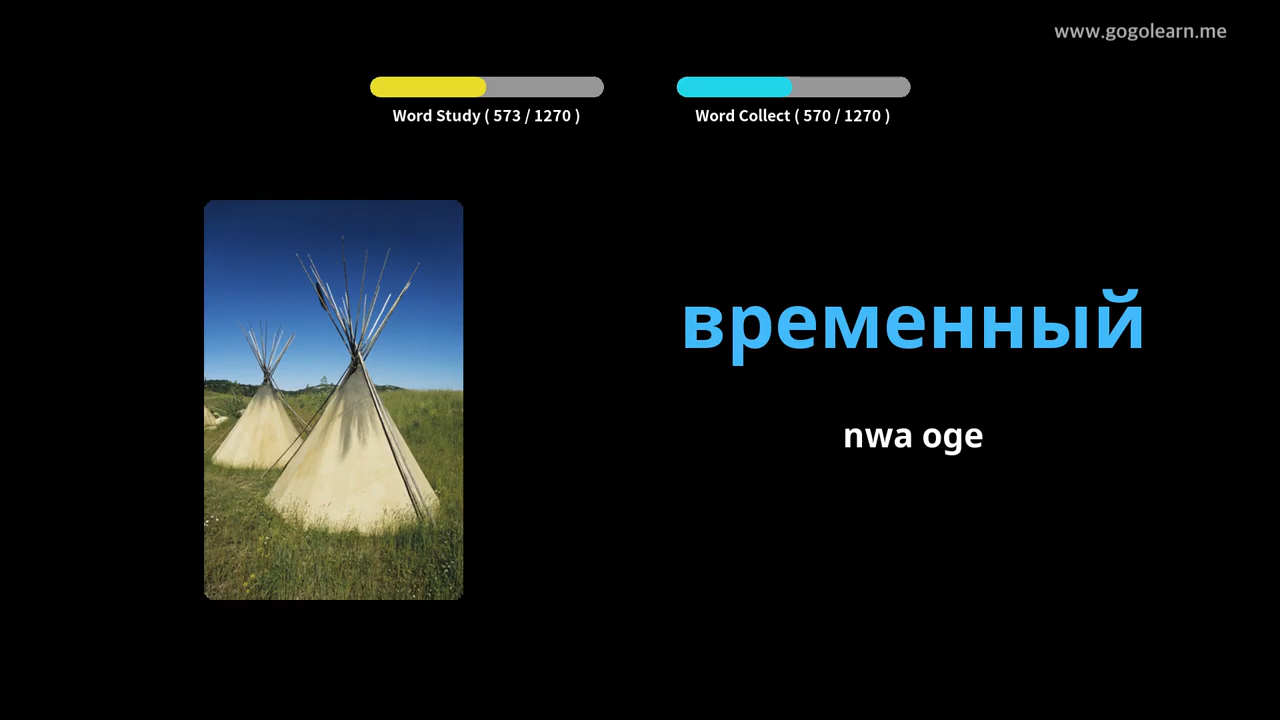 www.gogolearn.me
Word Study ( 573 / 1270 )
Word Collect ( 570 / 1270 )
временный
nwa oge